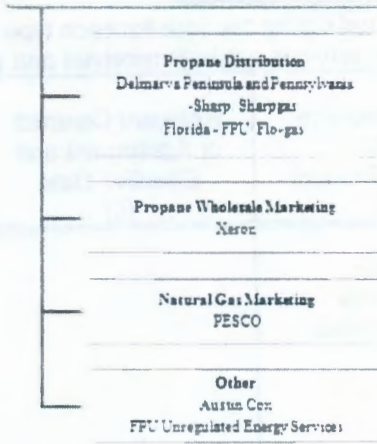 Propane Distribution
Delmarva Peninsula and Pennsylvania
-Sharp/Sharpgas
Florida - FPU/Flo-gas
Propane Wholesale Marketing
Xeron
Natural Gas Marketing
PESCO
Other
Austin Cox
FPU Unregulated Energy Services